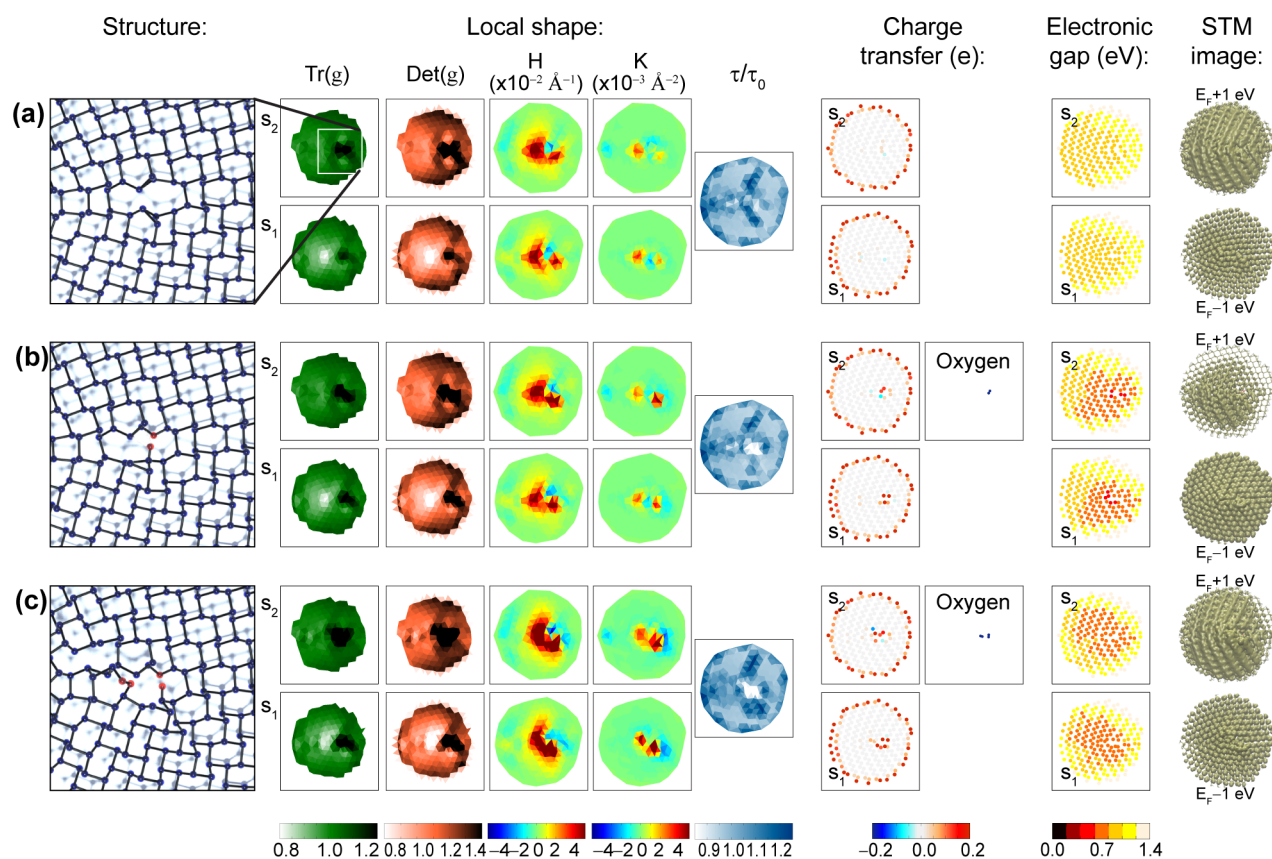 Structure:
Local shape:
Charge transfer (e):
Electronic gap (eV):
STM image:
Tr(g)
Det(g)
H (x10⁻² Å⁻¹)
K (x10⁻³ Å⁻²)
τ/τ₀
(a)
S₂
S₂
S₂
E_F+1 eV
S₁
S₁
S₁
E_F−1 eV
(b)
S₂
S₂
Oxygen
S₂
E_F+1 eV
S₁
S₁
S₁
E_F−1 eV
(c)
S₂
S₂
Oxygen
S₂
E_F+1 eV
S₁
S₁
S₁
E_F−1 eV
0.8 1.0 1.2
0.8 1.0 1.2 1.4
−4 −2 0 2 4
−4 −2 0 2 4
0.9 1.1 1.2
−0.2 0.0 0.2
0.0 0.7 1.4